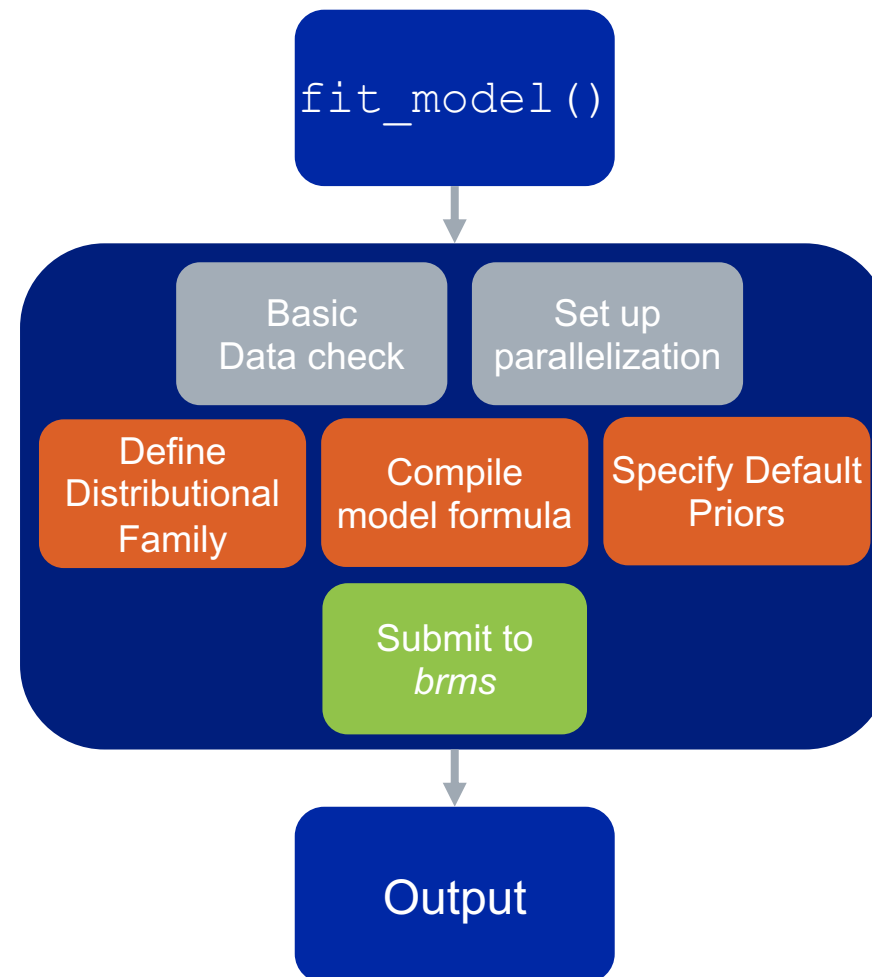 fit_model()
Basic
Data check
Set up
parallelization
Define
Distributional
Family
Compile
model formula
Specify Default
Priors
Submit to
brms
Output